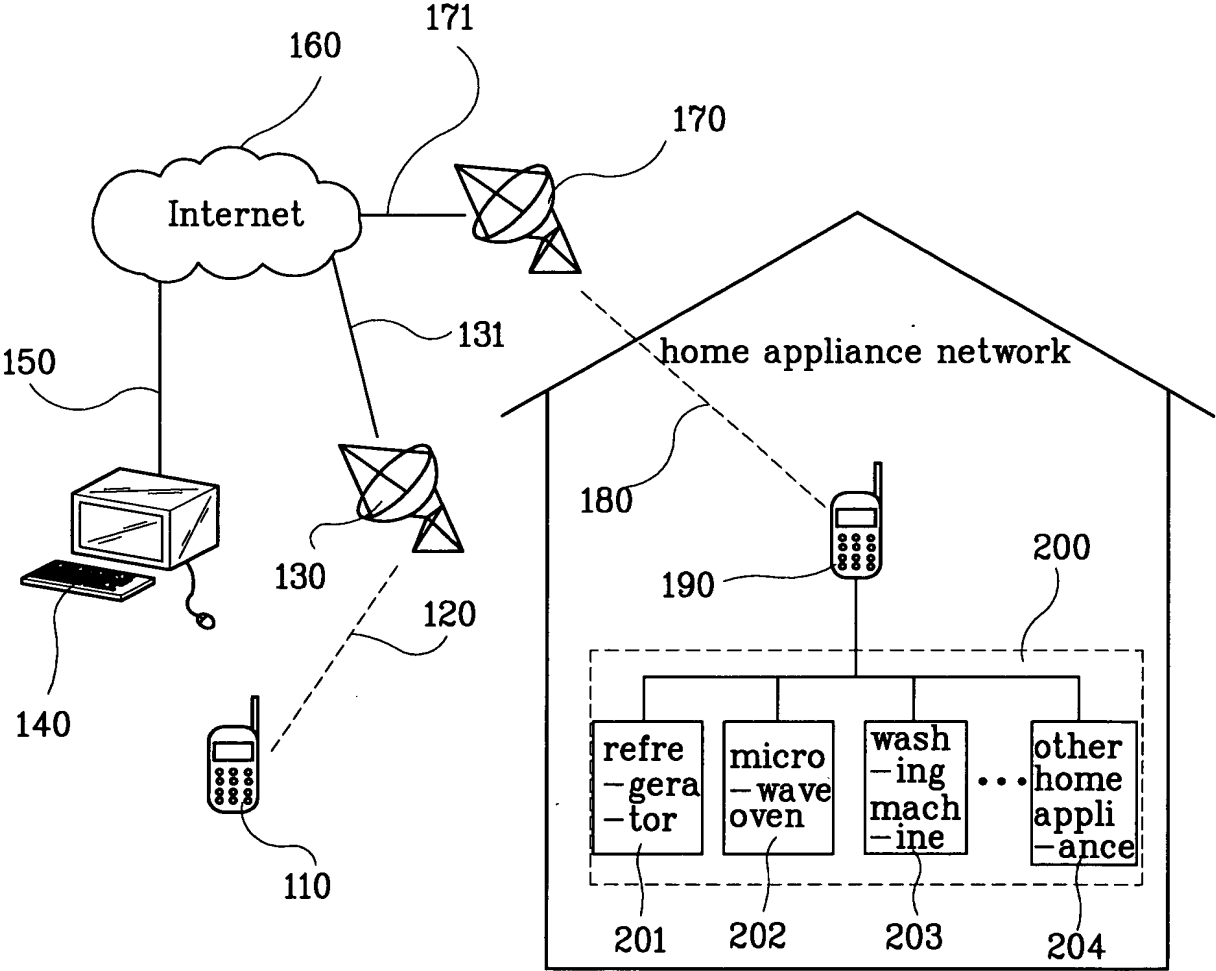 160
171
170
Internet
131
150
home appliance network
180
130
190
200
120
140
110
refre
-gera
-tor
micro
-wave
oven
wash
-ing
mach
-ine
•••
other
home
appli
-ance
201
202
203
204